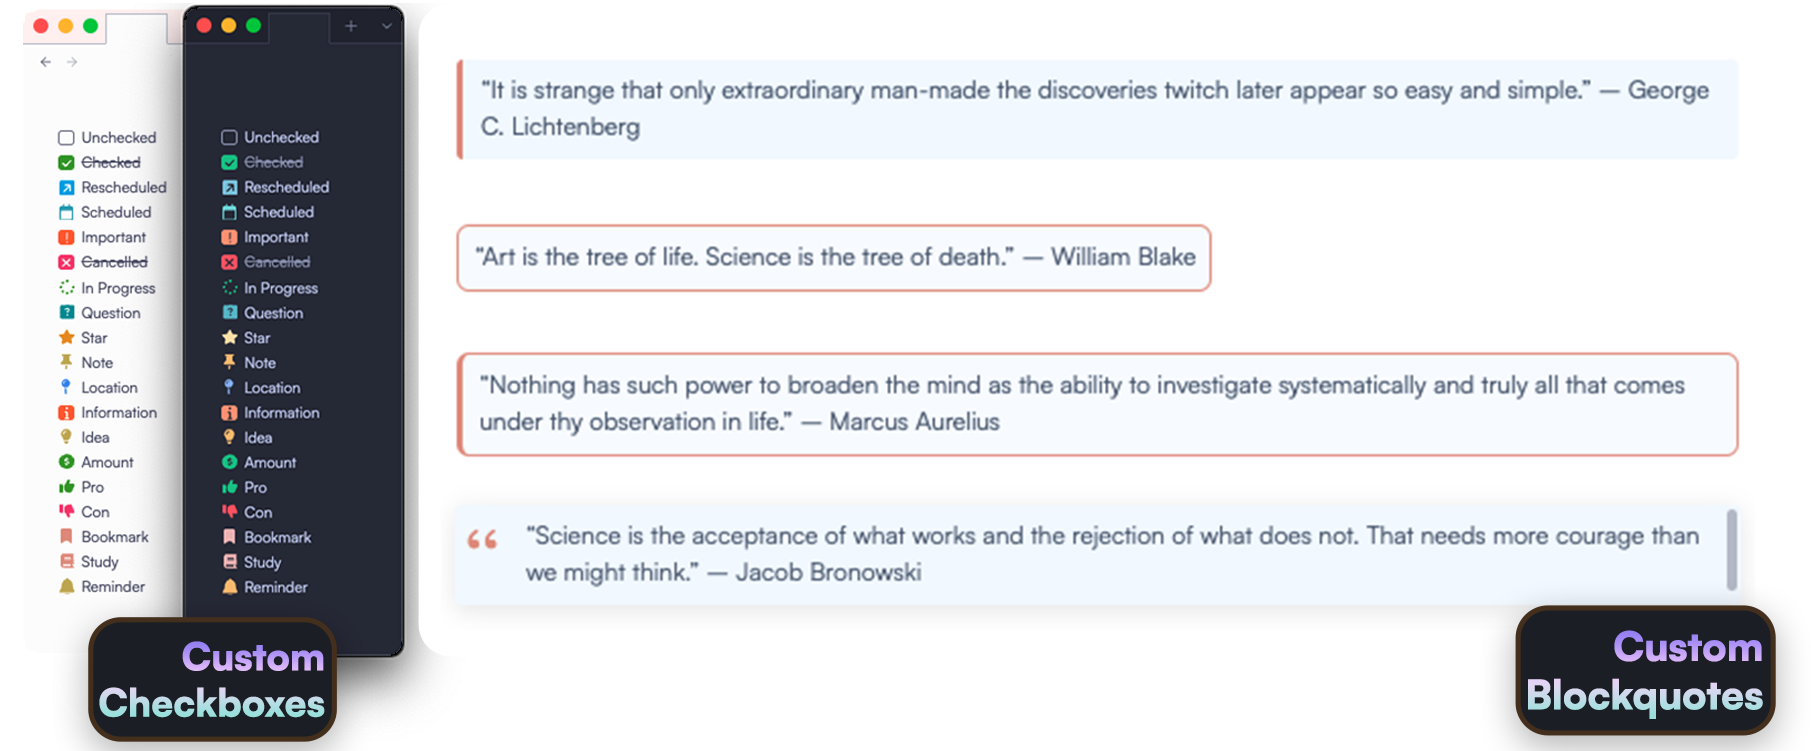 Unchecked
Checked
Rescheduled
Scheduled
Important
Cancelled
In Progress
Question
Star
Note
Location
Information
Idea
Amount
Pro
Con
Bookmark
Study
Reminder
Unchecked
Checked
Rescheduled
Scheduled
Important
Cancelled
In Progress
Question
Star
Note
Location
Information
Idea
Amount
Pro
Con
Bookmark
Study
Reminder
Custom
Checkboxes
“It is strange that only extraordinary man-made the discoveries twitch later appear so easy and simple.” — George
C. Lichtenberg
“Art is the tree of life. Science is the tree of death.” — William Blake
“Nothing has such power to broaden the mind as the ability to investigate systematically and truly all that comes
under thy observation in life.” — Marcus Aurelius
“Science is the acceptance of what works and the rejection of what does not. That needs more courage than
we might think.” — Jacob Bronowski
Custom
Blockquotes